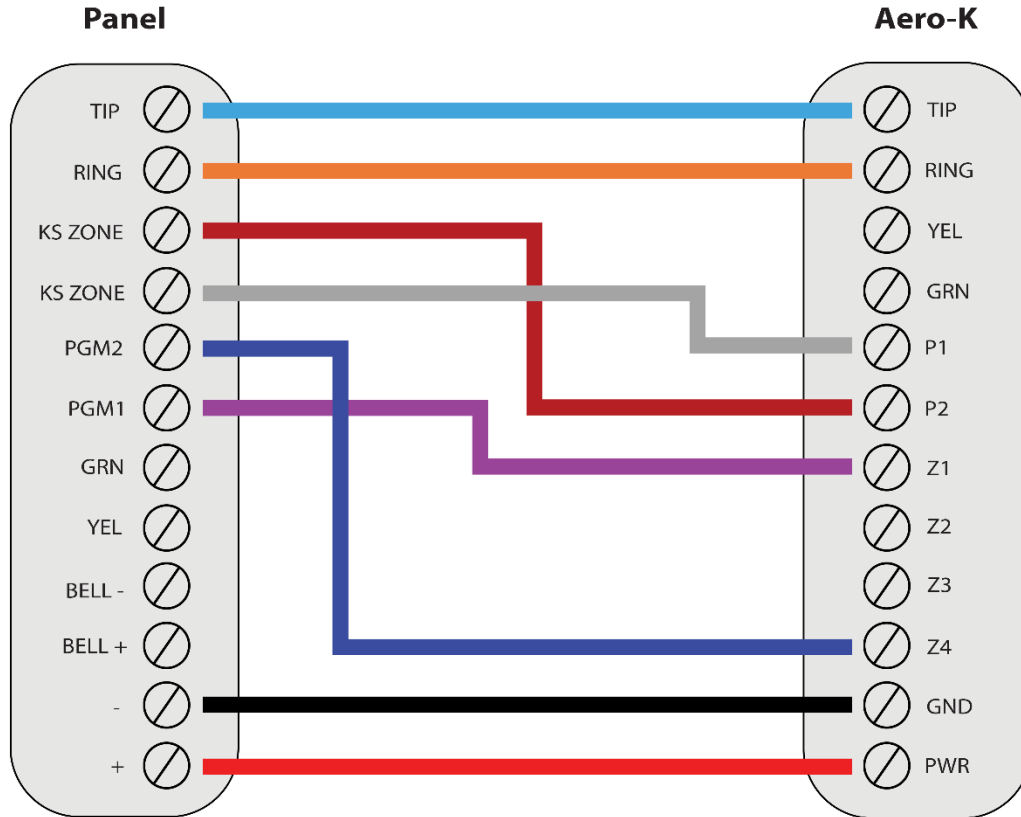 Panel
Aero-K
TIP
TIP
RING
RING
KS ZONE
YEL
KS ZONE
GRN
PGM2
P1
PGM1
P2
GRN
Z1
YEL
Z2
BELL -
Z3
BELL +
Z4
-
GND
+
PWR